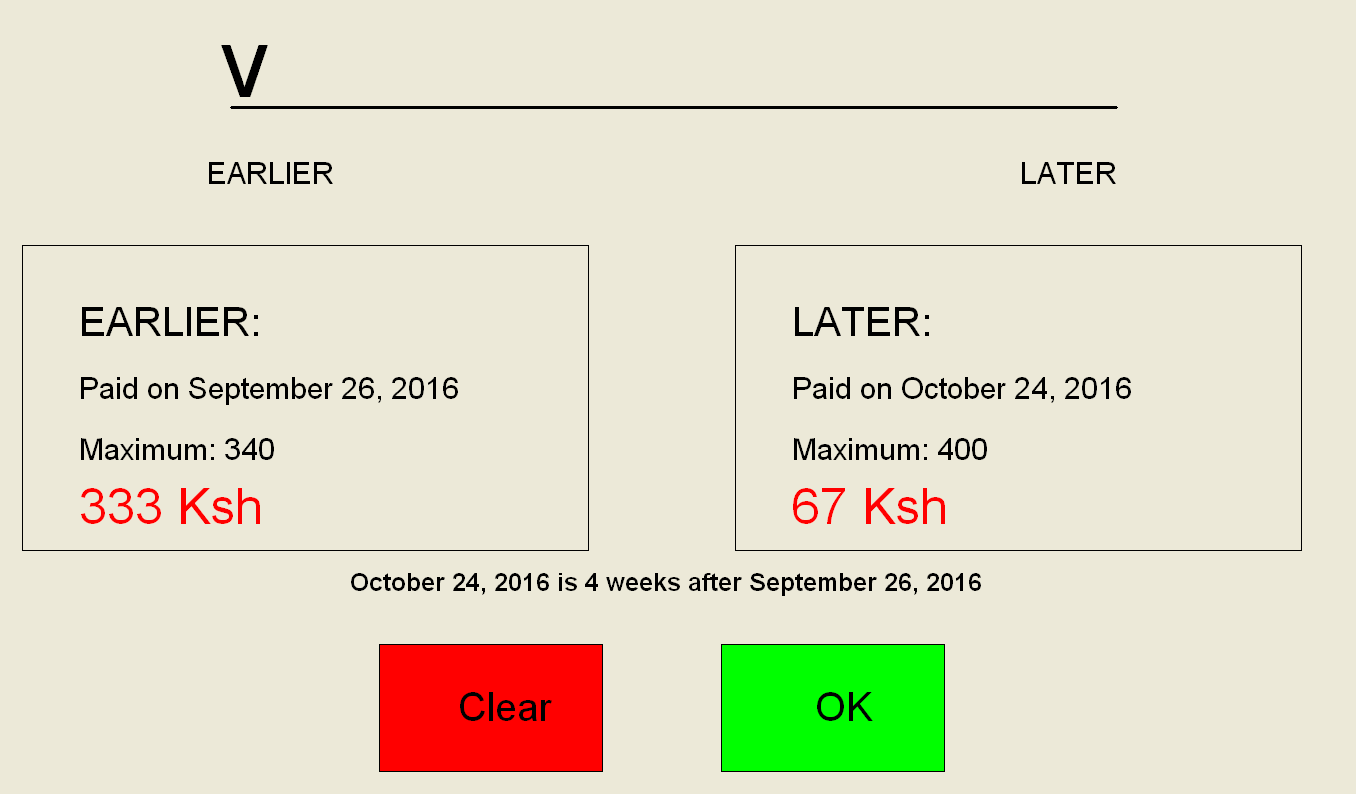 V
EARLIER
LATER
EARLIER:
Paid on September 26, 2016
Maximum: 340
333 Ksh
LATER:
Paid on October 24, 2016
Maximum: 400
67 Ksh
October 24, 2016 is 4 weeks after September 26, 2016
Clear
OK